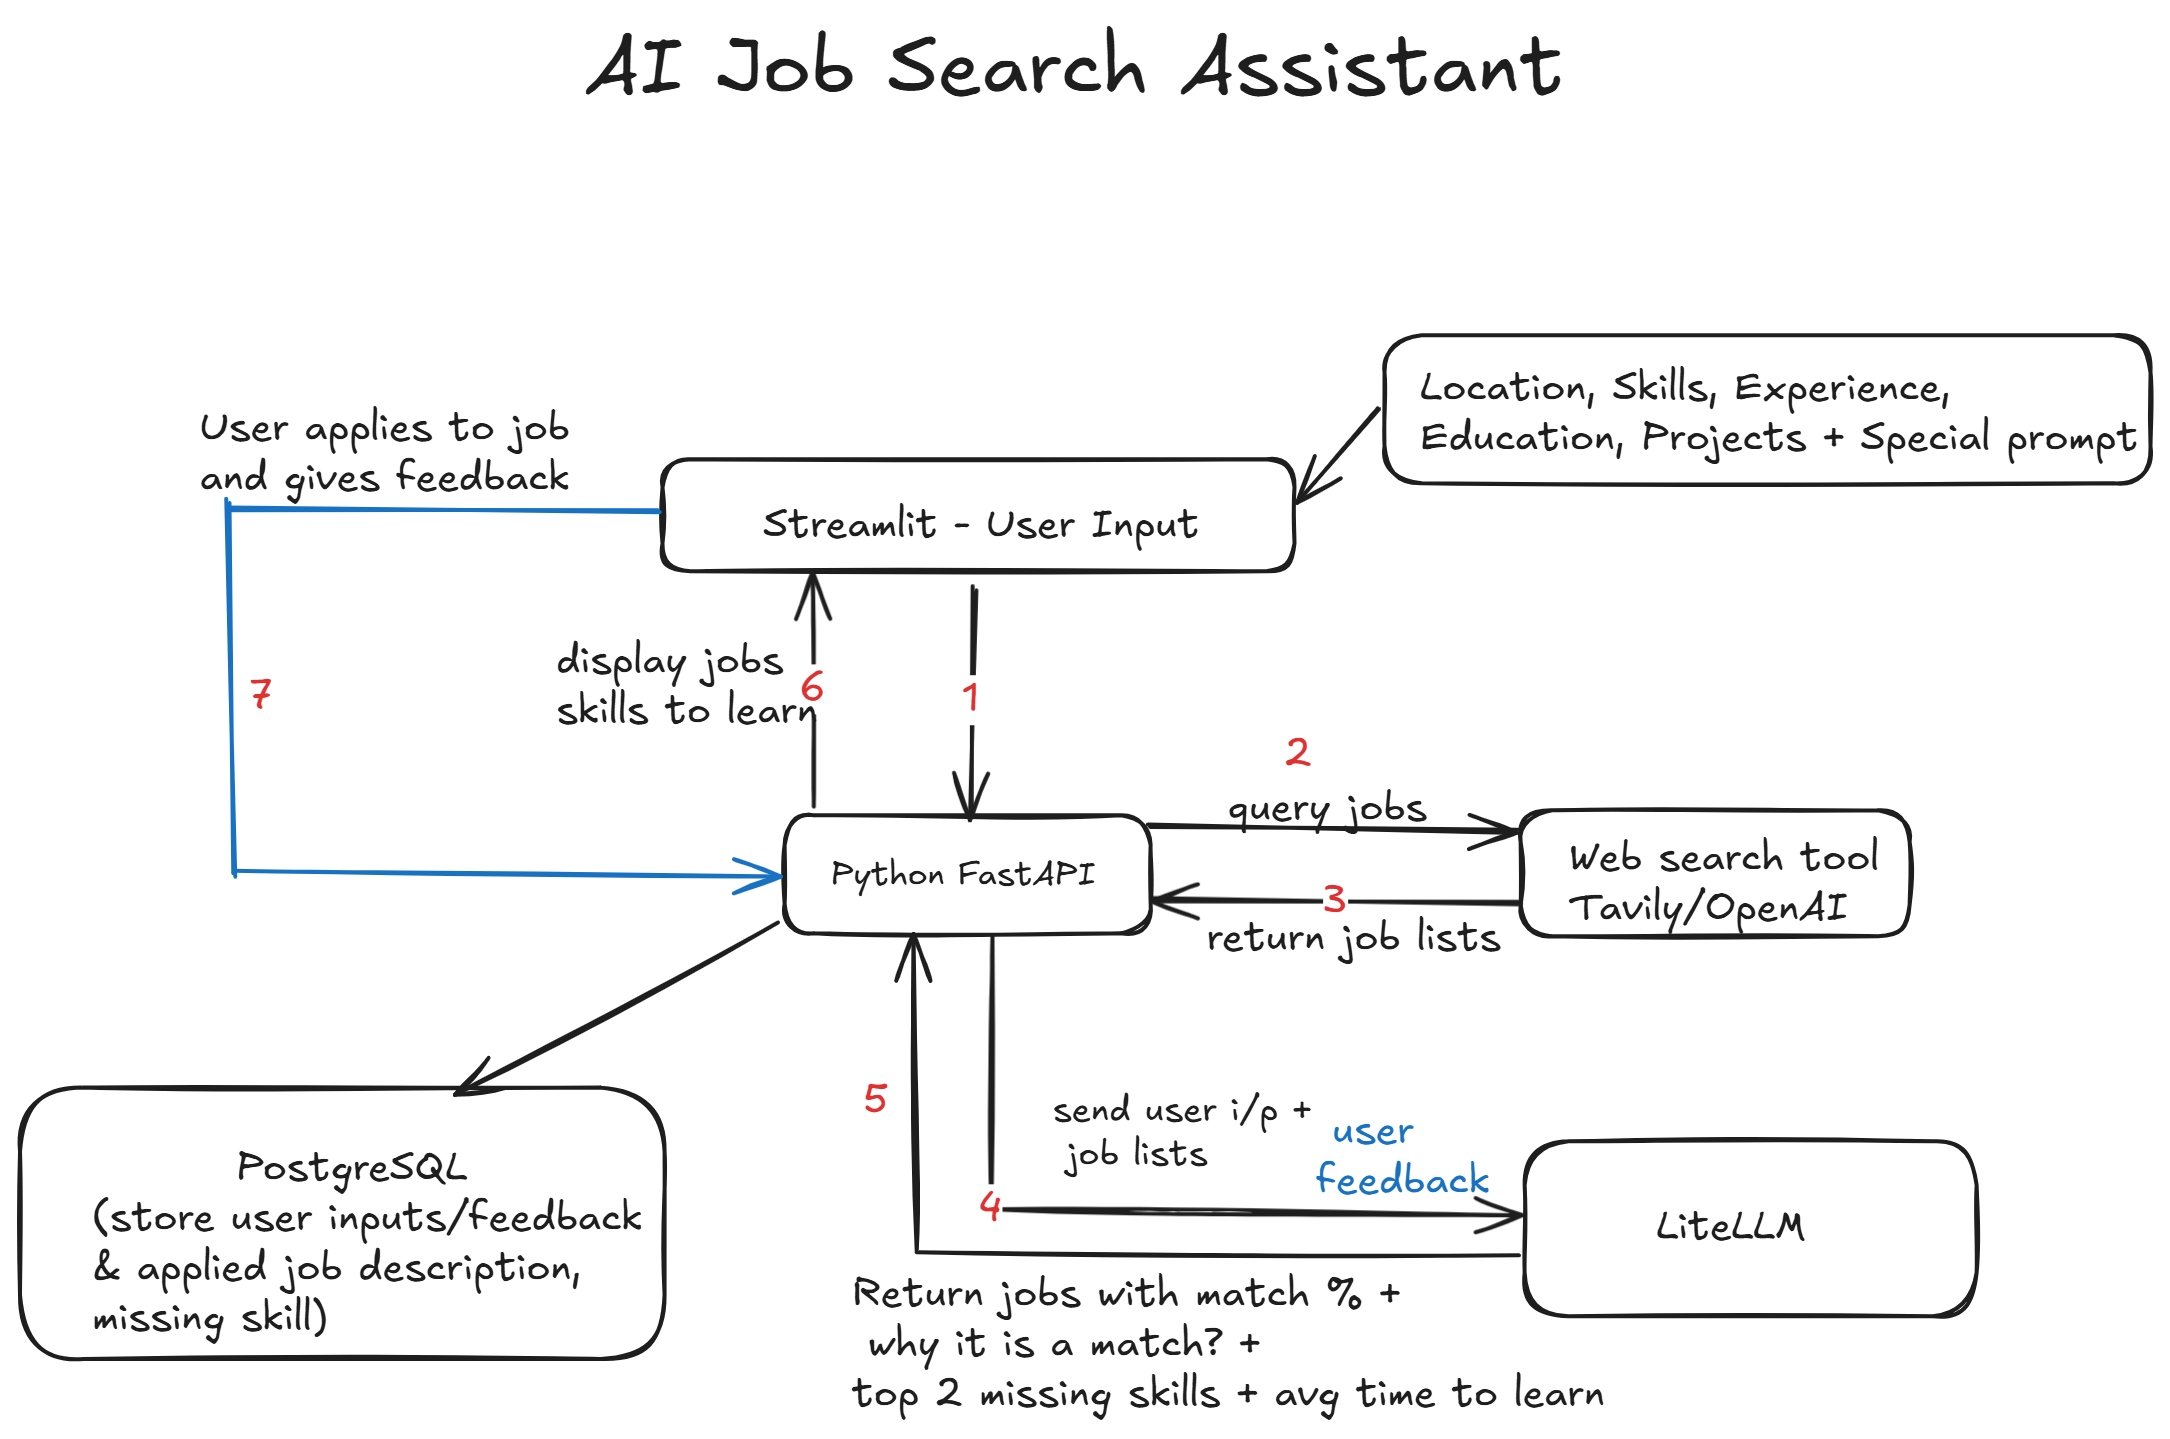 AI Job Search Assistant
Location, Skills, Experience,
Education, Projects + Special prompt
User applies to job
and gives feedback
Streamlit - User Input
display jobs
skills to learn
6
1
7
2
query jobs
Python FastAPI
Web search tool
Tavily/OpenAI
3
return job lists
5
send user i/p +
job lists
user
feedback
4
LiteLLM
PostgreSQL
(store user inputs/feedback
& applied job description,
missing skill)
Return jobs with match % +
why it is a match? +
top 2 missing skills + avg time to learn